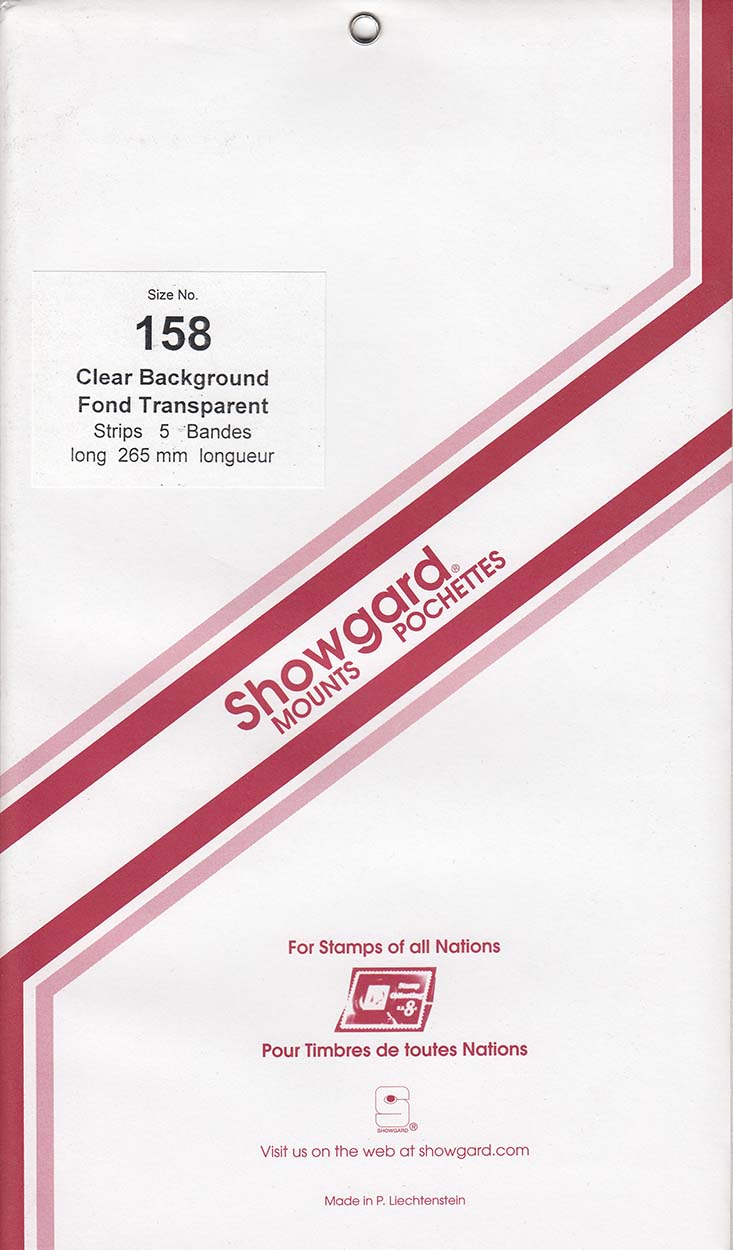 Size No.
158
Clear Background
Fond Transparent
Strips 5 Bandes
long 265 mm longueur
Showgard®
MOUNTS POCHETTES
For Stamps of all Nations
Pour Timbres de toutes Nations
SHOWGARD ®
Visit us on the web at showgard.com
Made in P. Liechtenstein